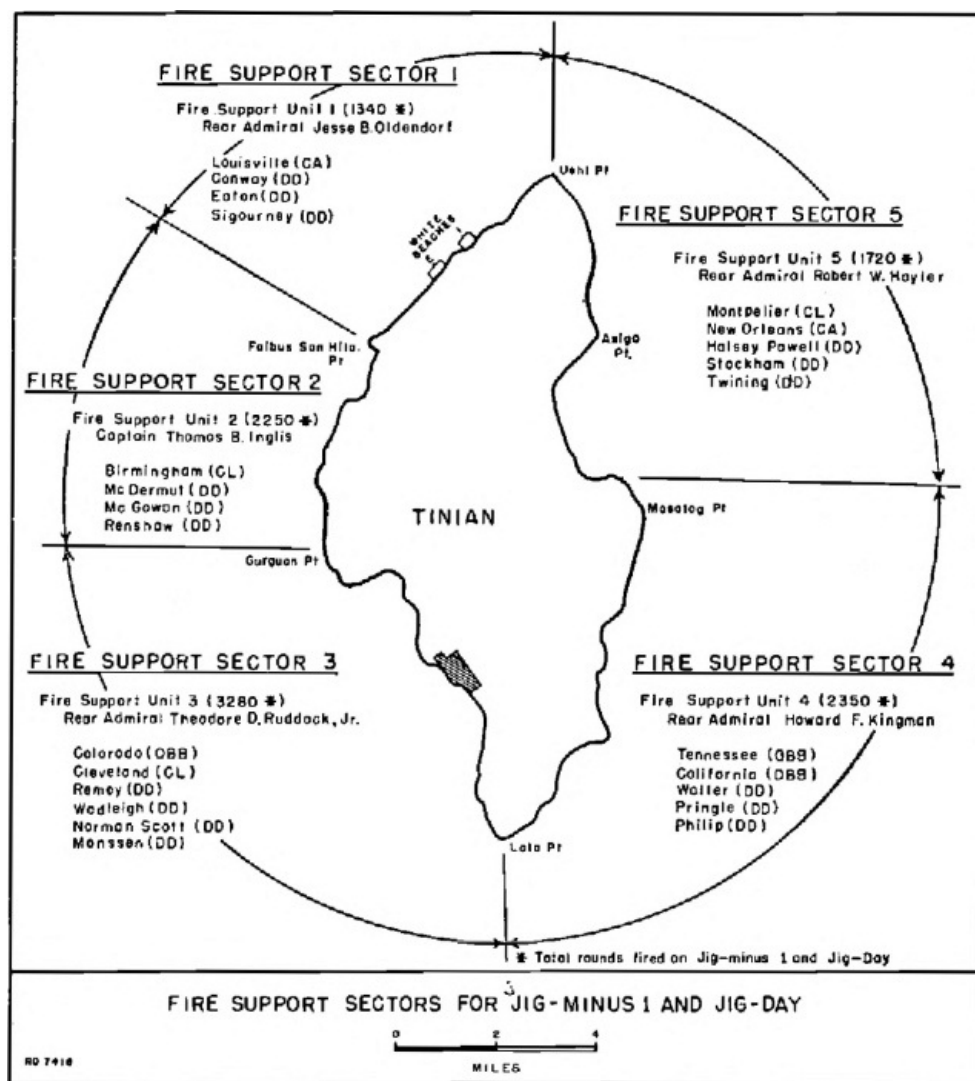 FIRE SUPPORT SECTOR 1
Fire Support Unit 1 (1340 *)
Rear Admiral Jesse B. Oldendorf
Louisville (CA)
Conway (DD)
Eaton (DD)
Sigourney (DD)
Ushi Pt
WHITE
BEACHES
1
2
FIRE SUPPORT SECTOR 5
Fire Support Unit 5 (1720 *)
Rear Admiral Robert W. Hayler
Montpelier (CL)
New Orleans (CA)
Halsey Powell (DD)
Stockham (DD)
Twining (DD)
Faibus San Hilo.
Pt
Asiga
Pt.
FIRE SUPPORT SECTOR 2
Fire Support Unit 2 (2250 *)
Captain Thomas B. Inglis
Birmingham (CL)
Mc Dermut (DD)
Mc Gowan (DD)
Renshaw (DD)
TINIAN
Masalog Pt
Gurguan Pt
FIRE SUPPORT SECTOR 3
Fire Support Unit 3 (3280 *)
Rear Admiral Theodore D. Ruddock, Jr.
Colorado (OBB)
Cleveland (CL)
Remey (DD)
Wadleigh (DD)
Norman Scott (DD)
Monssen (DD)
FIRE SUPPORT SECTOR 4
Fire Support Unit 4 (2350 *)
Rear Admiral Howard F. Kingman
Tennessee (OBB)
California (OBB)
Waller (DD)
Pringle (DD)
Philip (DD)
Lalo Pt
* Total rounds fired on Jig-minus 1 and Jig-Day
3
FIRE SUPPORT SECTORS FOR JIG-MINUS 1 AND JIG-DAY
0 2 4
MILES
RD 7418